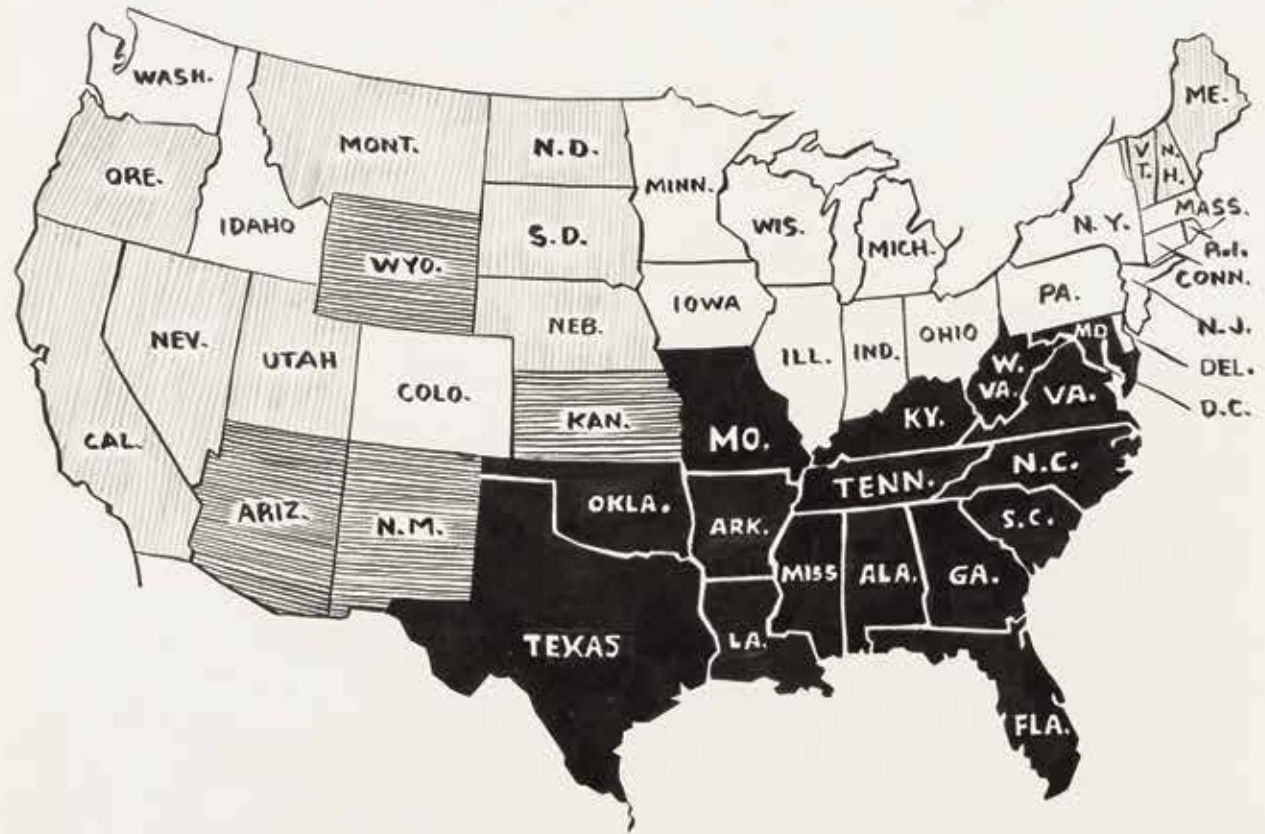 WASH.
ORE.
MONT.
N.D.
IDAHO
WYO.
S.D.
MINN.
WIS.
MICH.
IOWA
NEB.
NEV.
UTAH
COLO.
CAL.
ARIZ.
N.M.
KAN.
OKLA.
TEXAS
MO.
ARK.
LA.
ILL.
IND.
OHIO
KY.
TENN.
MISS
ALA.
GA.
FLA.
S.C.
N.C.
VA.
W.
VA.
MD
PA.
N.Y.
V
T.
N.
H.
ME.
MASS.
R.I.
CONN.
N.J.
DEL.
D.C.